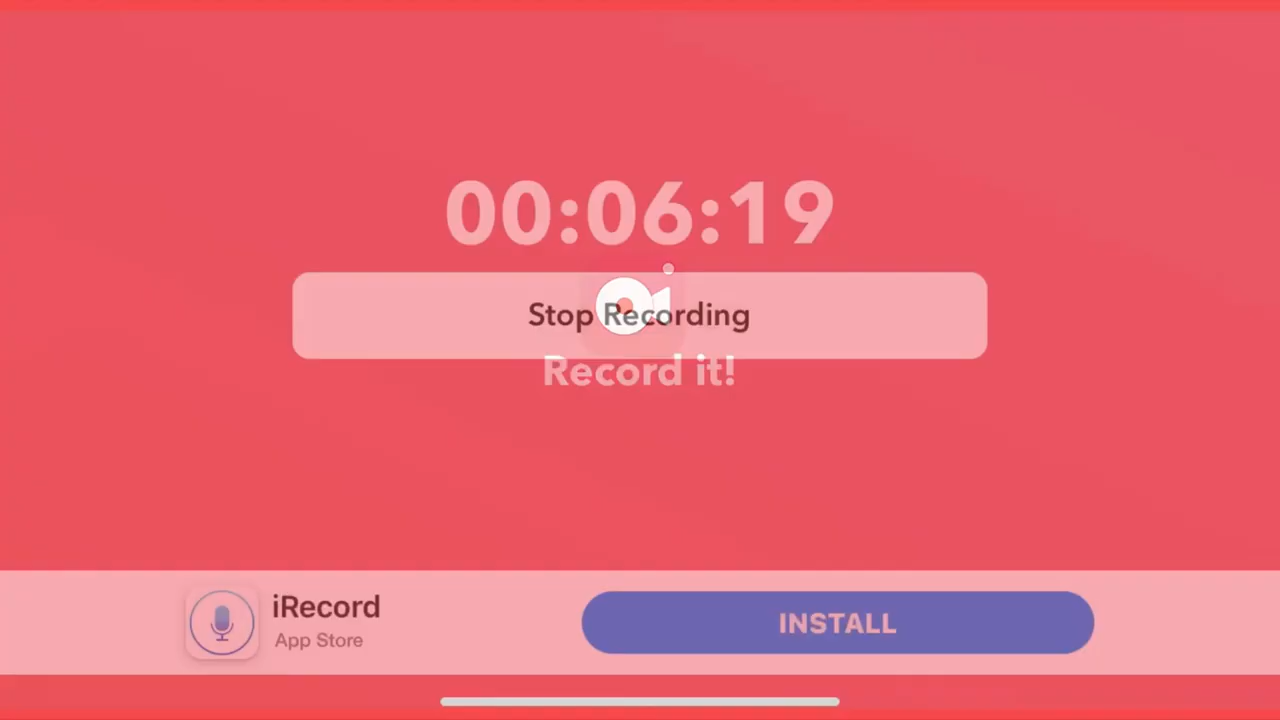 00:06:19
Stop Recording
Record it!
iRecord
App Store
INSTALL